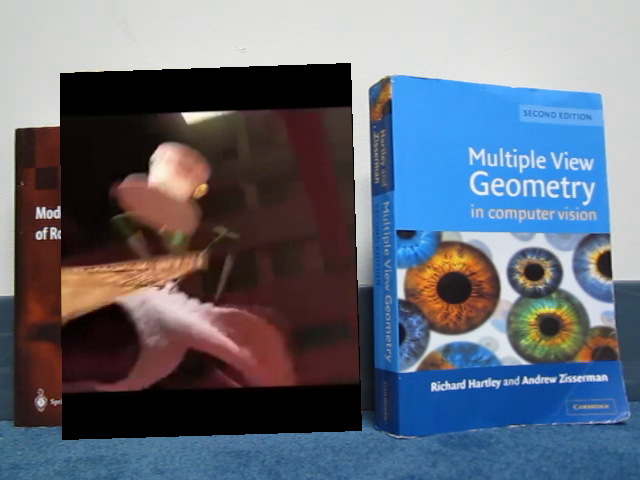 Mod
of Ro
Hartley and
Zisserman
Multiple View Geometry
SECOND EDITION
Multiple View
Geometry
in computer vision
Richard Hartley and Andrew Zisserman
CAMBRIDGE